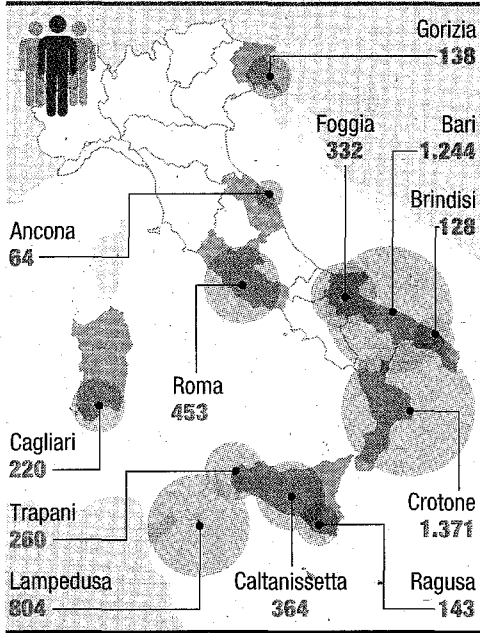 Gorizia
138
Foggia
332
Bari
1.244
Brindisi
128
Ancona
64
Roma
453
Cagliari
220
Trapani
260
Crotone
1.371
Lampedusa
804
Caltanissetta
364
Ragusa
143